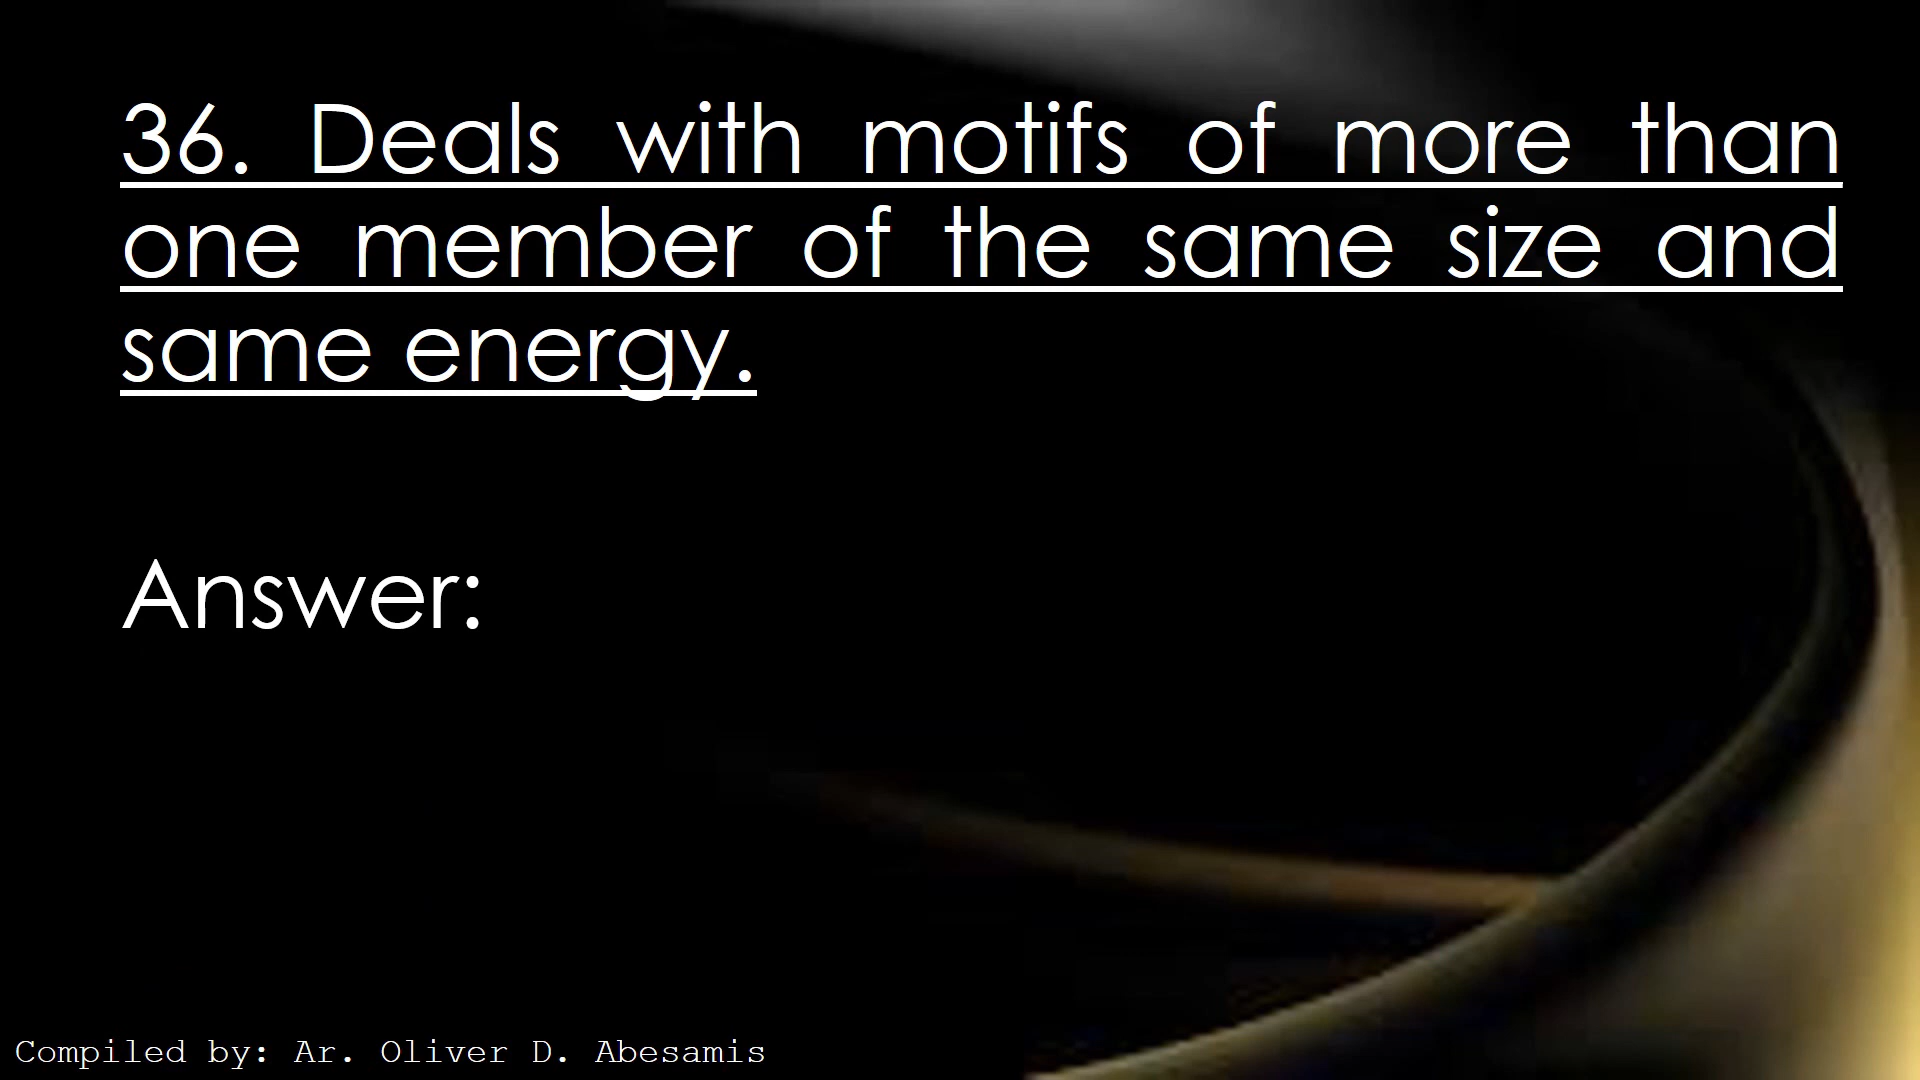 36. Deals with motifs of more than
one member of the same size and
same energy.
Answer:
Compiled by: Ar. Oliver D. Abesamis